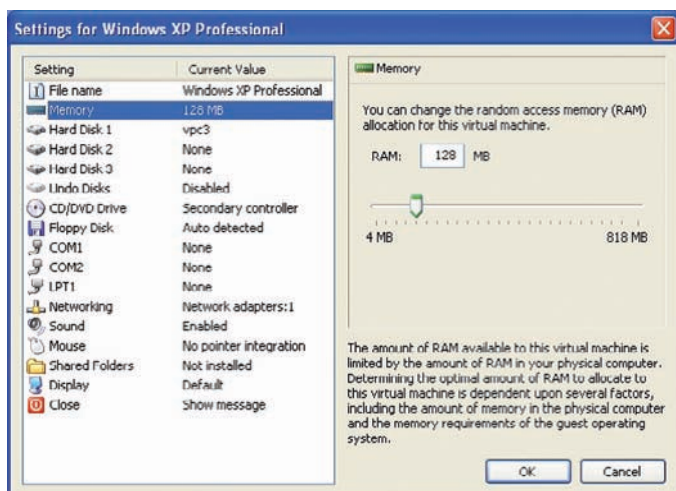 Settings for Windows XP Professional
Setting Current Value
File name Windows XP Professional
Memory 128 MB
Hard Disk 1 vpc3
Hard Disk 2 None
Hard Disk 3 None
Undo Disks Disabled
CD/DVD Drive Secondary controller
Floppy Disk Auto detected
COM1 None
COM2 None
LPT1 None
Networking Network adapters:1
Sound Enabled
Mouse No pointer integration
Shared Folders Not installed
Display Default
Close Show message
Memory
You can change the random access memory (RAM)
allocation for this virtual machine.
RAM: 128 MB
4 MB 818 MB
The amount of RAM available to this virtual machine is
limited by the amount of RAM in your physical computer.
Determining the optimal amount of RAM to allocate to
this virtual machine is dependent upon several factors,
including the amount of memory in the physical computer
and the memory requirements of the guest operating
system.
OK Cancel